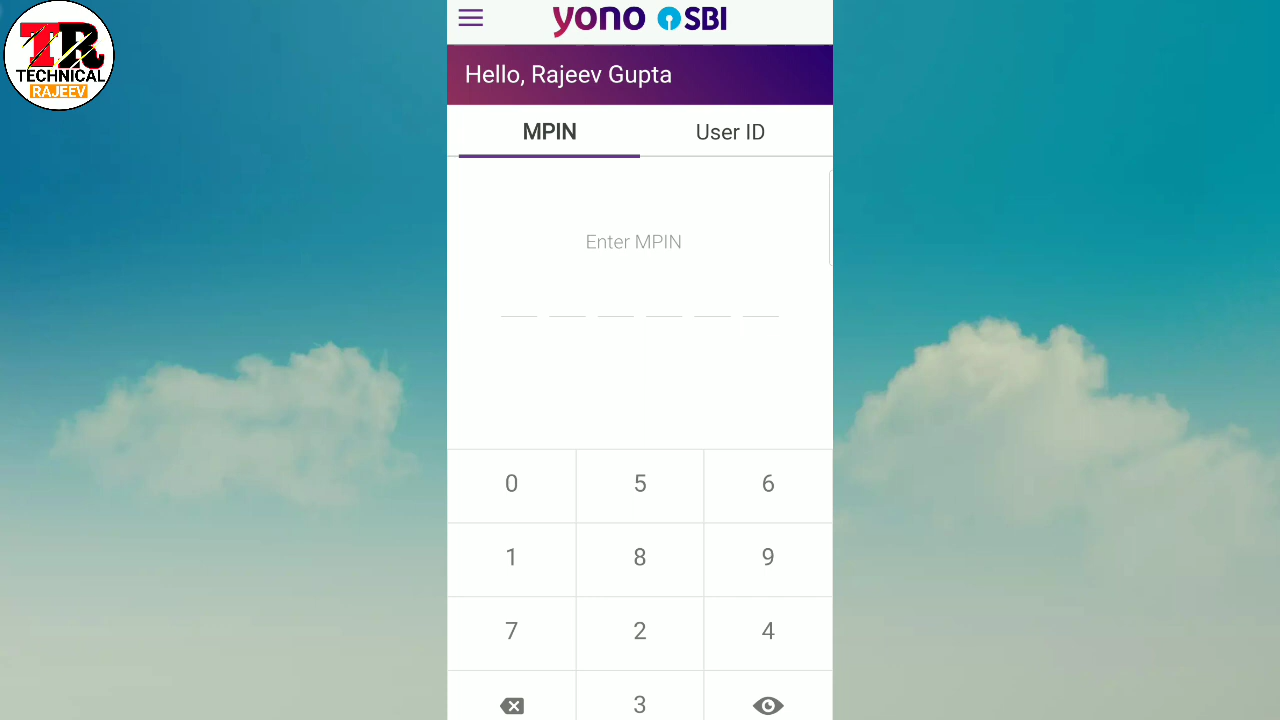 TR
TECHNICAL
RAJEEV
yono SBI
Hello, Rajeev Gupta
MPIN User ID
Enter MPIN
0 5 6
1 8 9
7 2 4
3